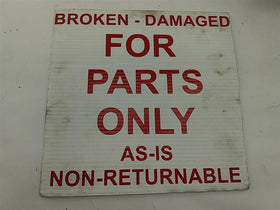 BROKEN - DAMAGED
FOR
PARTS
ONLY
AS-IS
NON-RETURNABLE